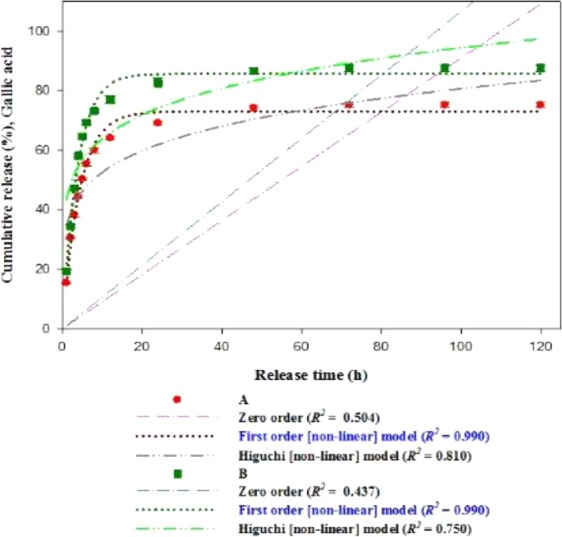 Cumulative release (%), Gallic acid
100
80
60
40
20
0
0 20 40 60 80 100 120
Release time (h)
A
Zero order (R² = 0.504)
First order [non-linear] model (R² = 0.990)
Higuchi [non-linear] model (R² = 0.810)
B
Zero order (R² = 0.437)
First order [non-linear] model (R² = 0.990)
Higuchi [non-linear] model (R² = 0.750)